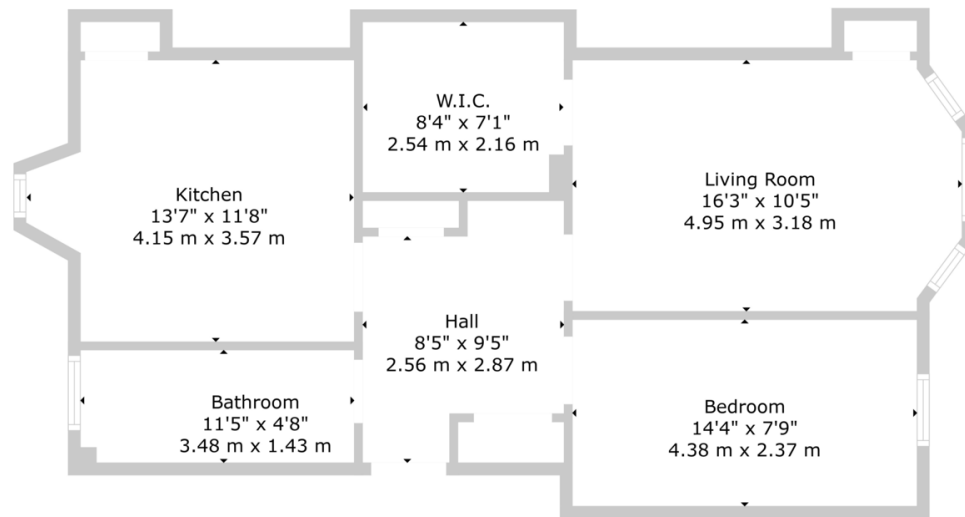 W.I.C.
8'4" x 7'1"
2.54 m x 2.16 m
Kitchen
13'7" x 11'8"
4.15 m x 3.57 m
Living Room
16'3" x 10'5"
4.95 m x 3.18 m
Hall
8'5" x 9'5"
2.56 m x 2.87 m
Bathroom
11'5" x 4'8"
3.48 m x 1.43 m
Bedroom
14'4" x 7'9"
4.38 m x 2.37 m